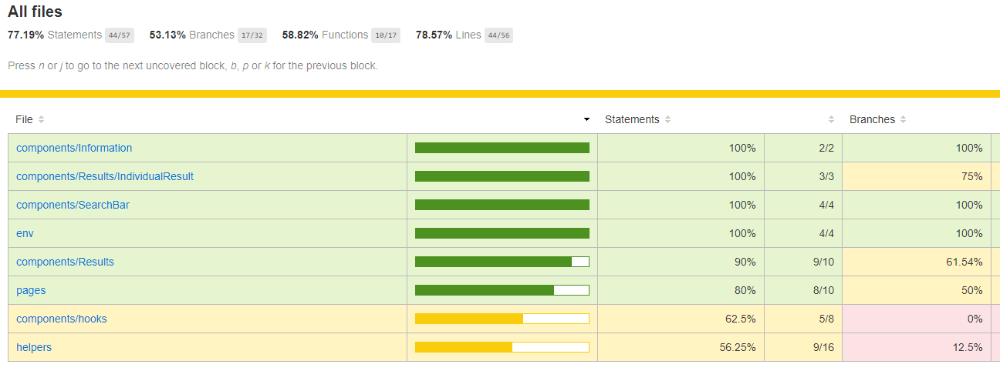 All files
77.19% Statements 44/57 53.13% Branches 17/32 58.82% Functions 10/17 78.57% Lines 44/56
Press n or j to go to the next uncovered block, b, p or k for the previous block.
File Statements Branches
components/Information 100% 2/2 100%
components/Results/IndividualResult 100% 3/3 75%
components/SearchBar 100% 4/4 100%
env 100% 4/4 100%
components/Results 90% 9/10 61.54%
pages 80% 8/10 50%
components/hooks 62.5% 5/8 0%
helpers 56.25% 9/16 12.5%